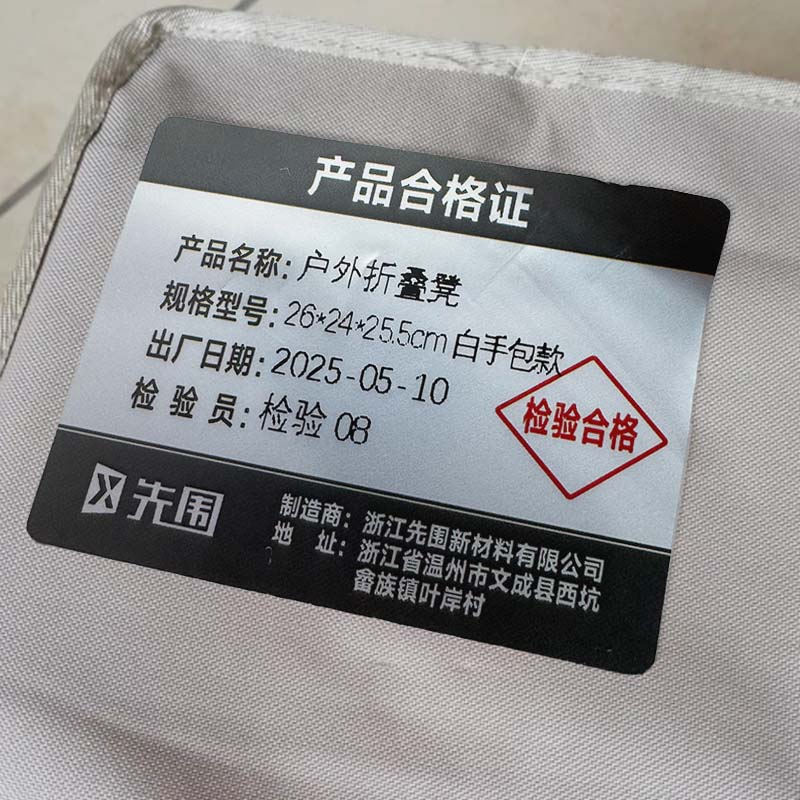 产品合格证
产品名称：户外折叠凳
规格型号：26*24*25.5cm 白手包款
出厂日期：2025-05-10
检 验 员：检验 08
检验合格
先围
制造商：浙江先围新材料有限公司
地 址：浙江省温州市文成县西坑
畲族镇叶岸村